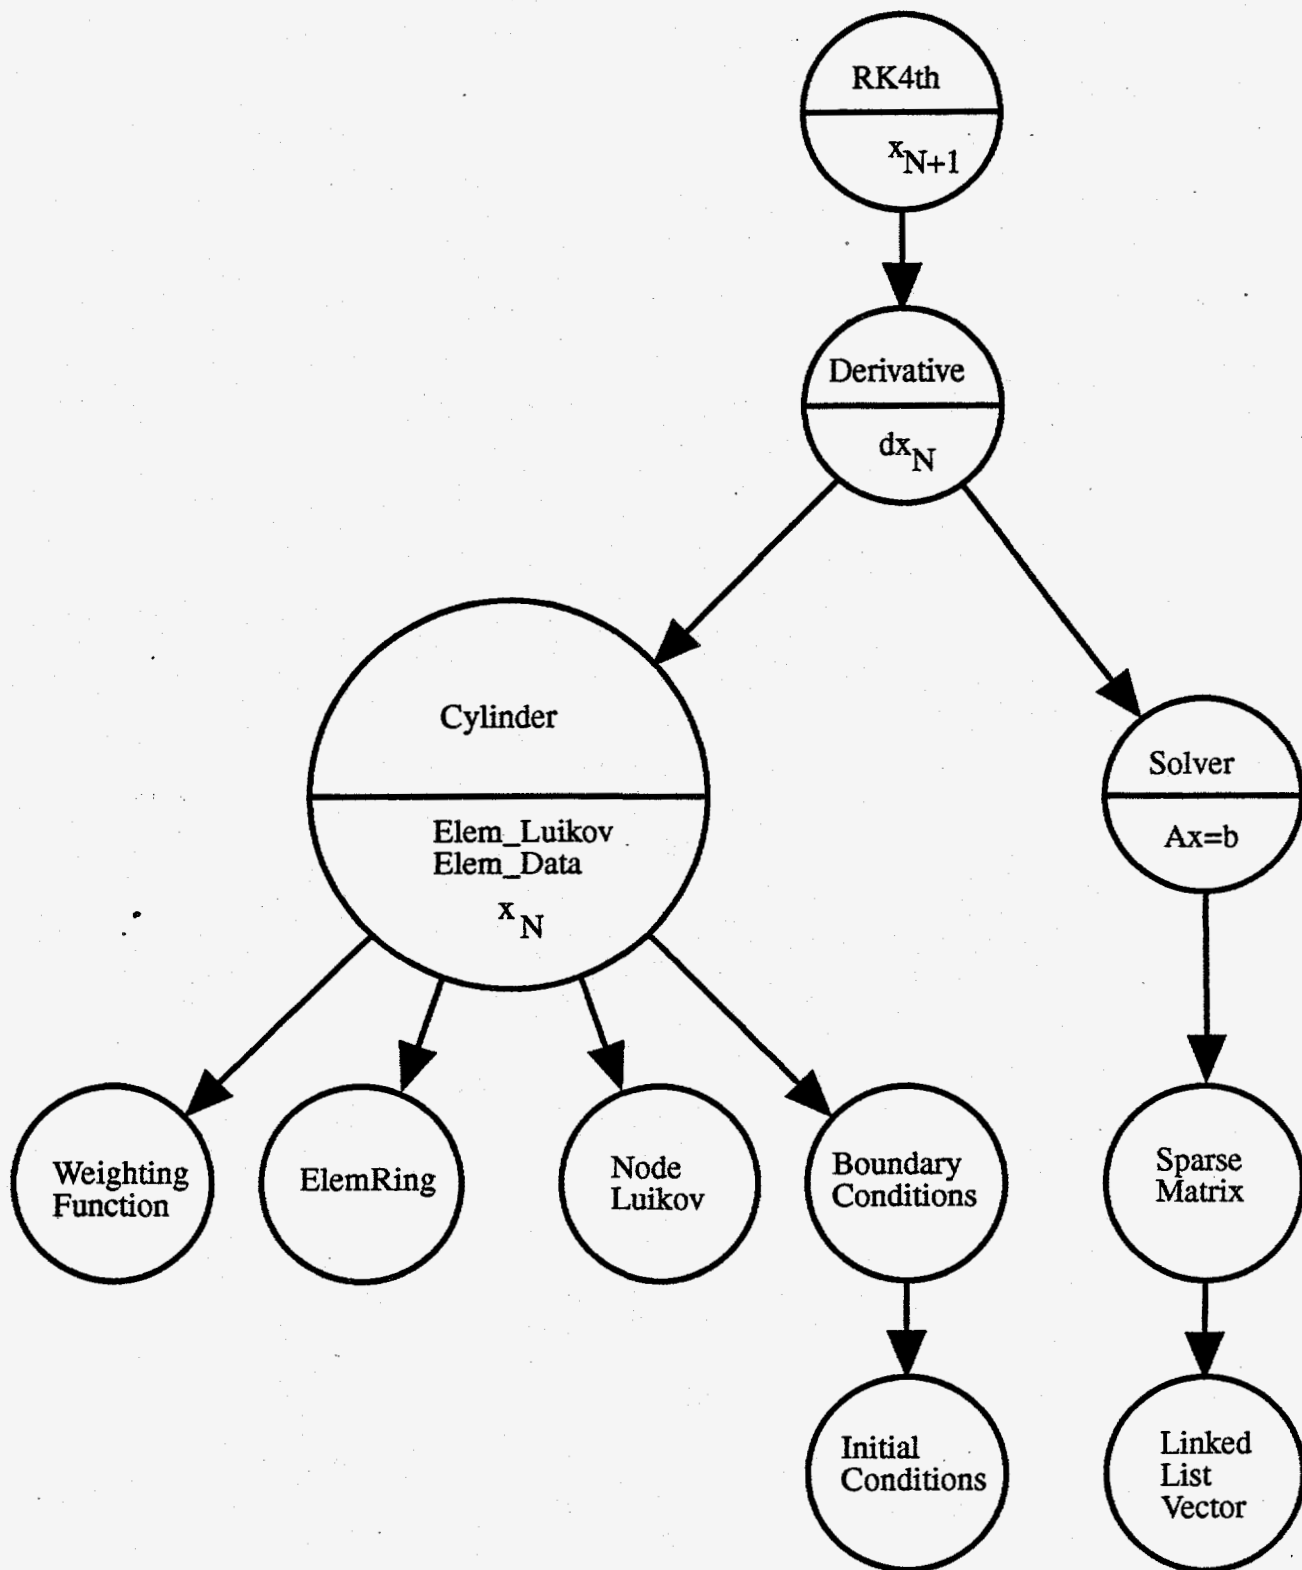 RK4th
xN+1
Derivative
dxN
Cylinder
Elem_Luikov
Elem_Data
xN
Solver
Ax=b
Weighting
Function
ElemRing
Node
Luikov
Boundary
Conditions
Sparse
Matrix
Initial
Conditions
Linked
List
Vector